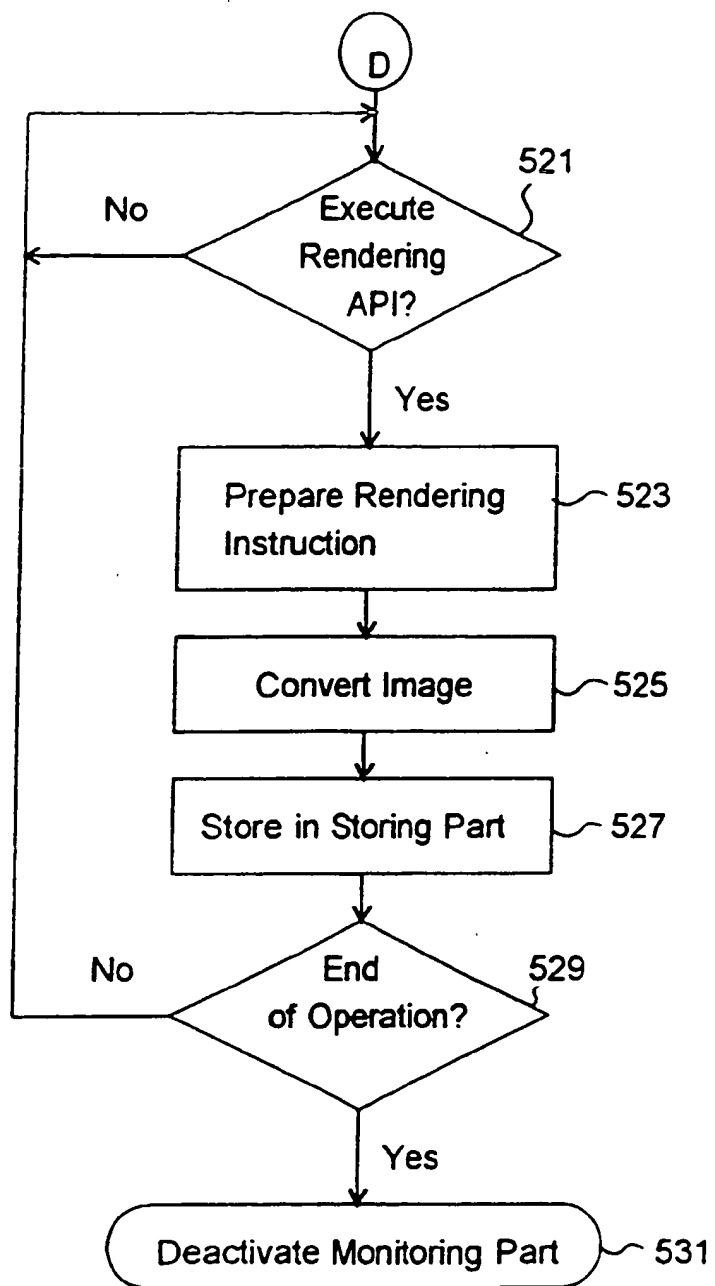 D
521
No
Execute
Rendering
API?
Yes
Prepare Rendering
Instruction
523
Convert Image
525
Store in Storing Part
527
No
End
of Operation?
529
Yes
Deactivate Monitoring Part
531